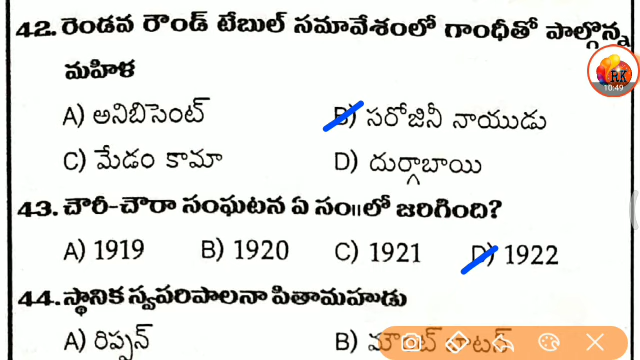 42. రెండవ రౌండ్ టేబుల్ సమావేశంలో గాంధీతో పాల్గొన్న
మహిళ
A) అనిబిసెంట్ B) సరోజినీ నాయుడు
C) మేడం కామా D) దుర్గాబాయి
43. చౌరీ-చౌరా సంఘటన ఏ సం॥లో జరిగింది?
A) 1919 B) 1920 C) 1921 D) 1922
44. స్థానిక స్వపరిపాలనా పితామహుడు
A) రిప్పన్ B) మౌంట్ బాటన్
RK
10:49